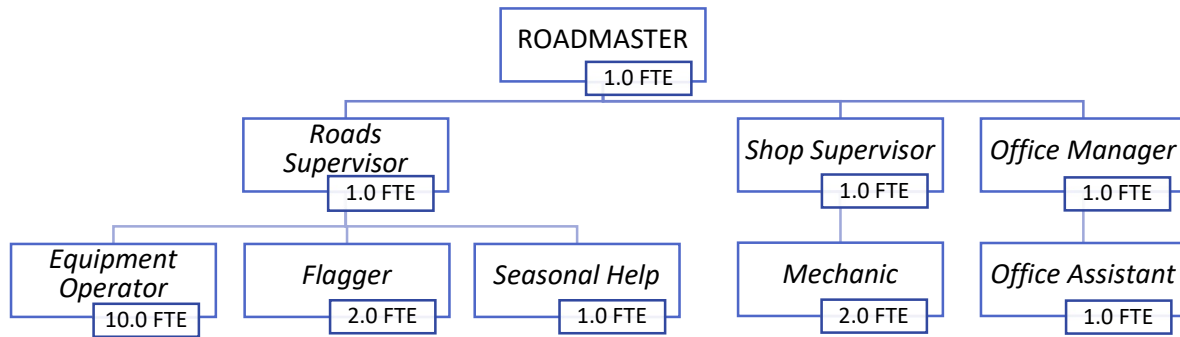 ROADMASTER
1.0 FTE
Roads
Supervisor
1.0 FTE
Shop Supervisor
1.0 FTE
Office Manager
1.0 FTE
Equipment
Operator
10.0 FTE
Flagger
2.0 FTE
Seasonal Help
1.0 FTE
Mechanic
2.0 FTE
Office Assistant
1.0 FTE